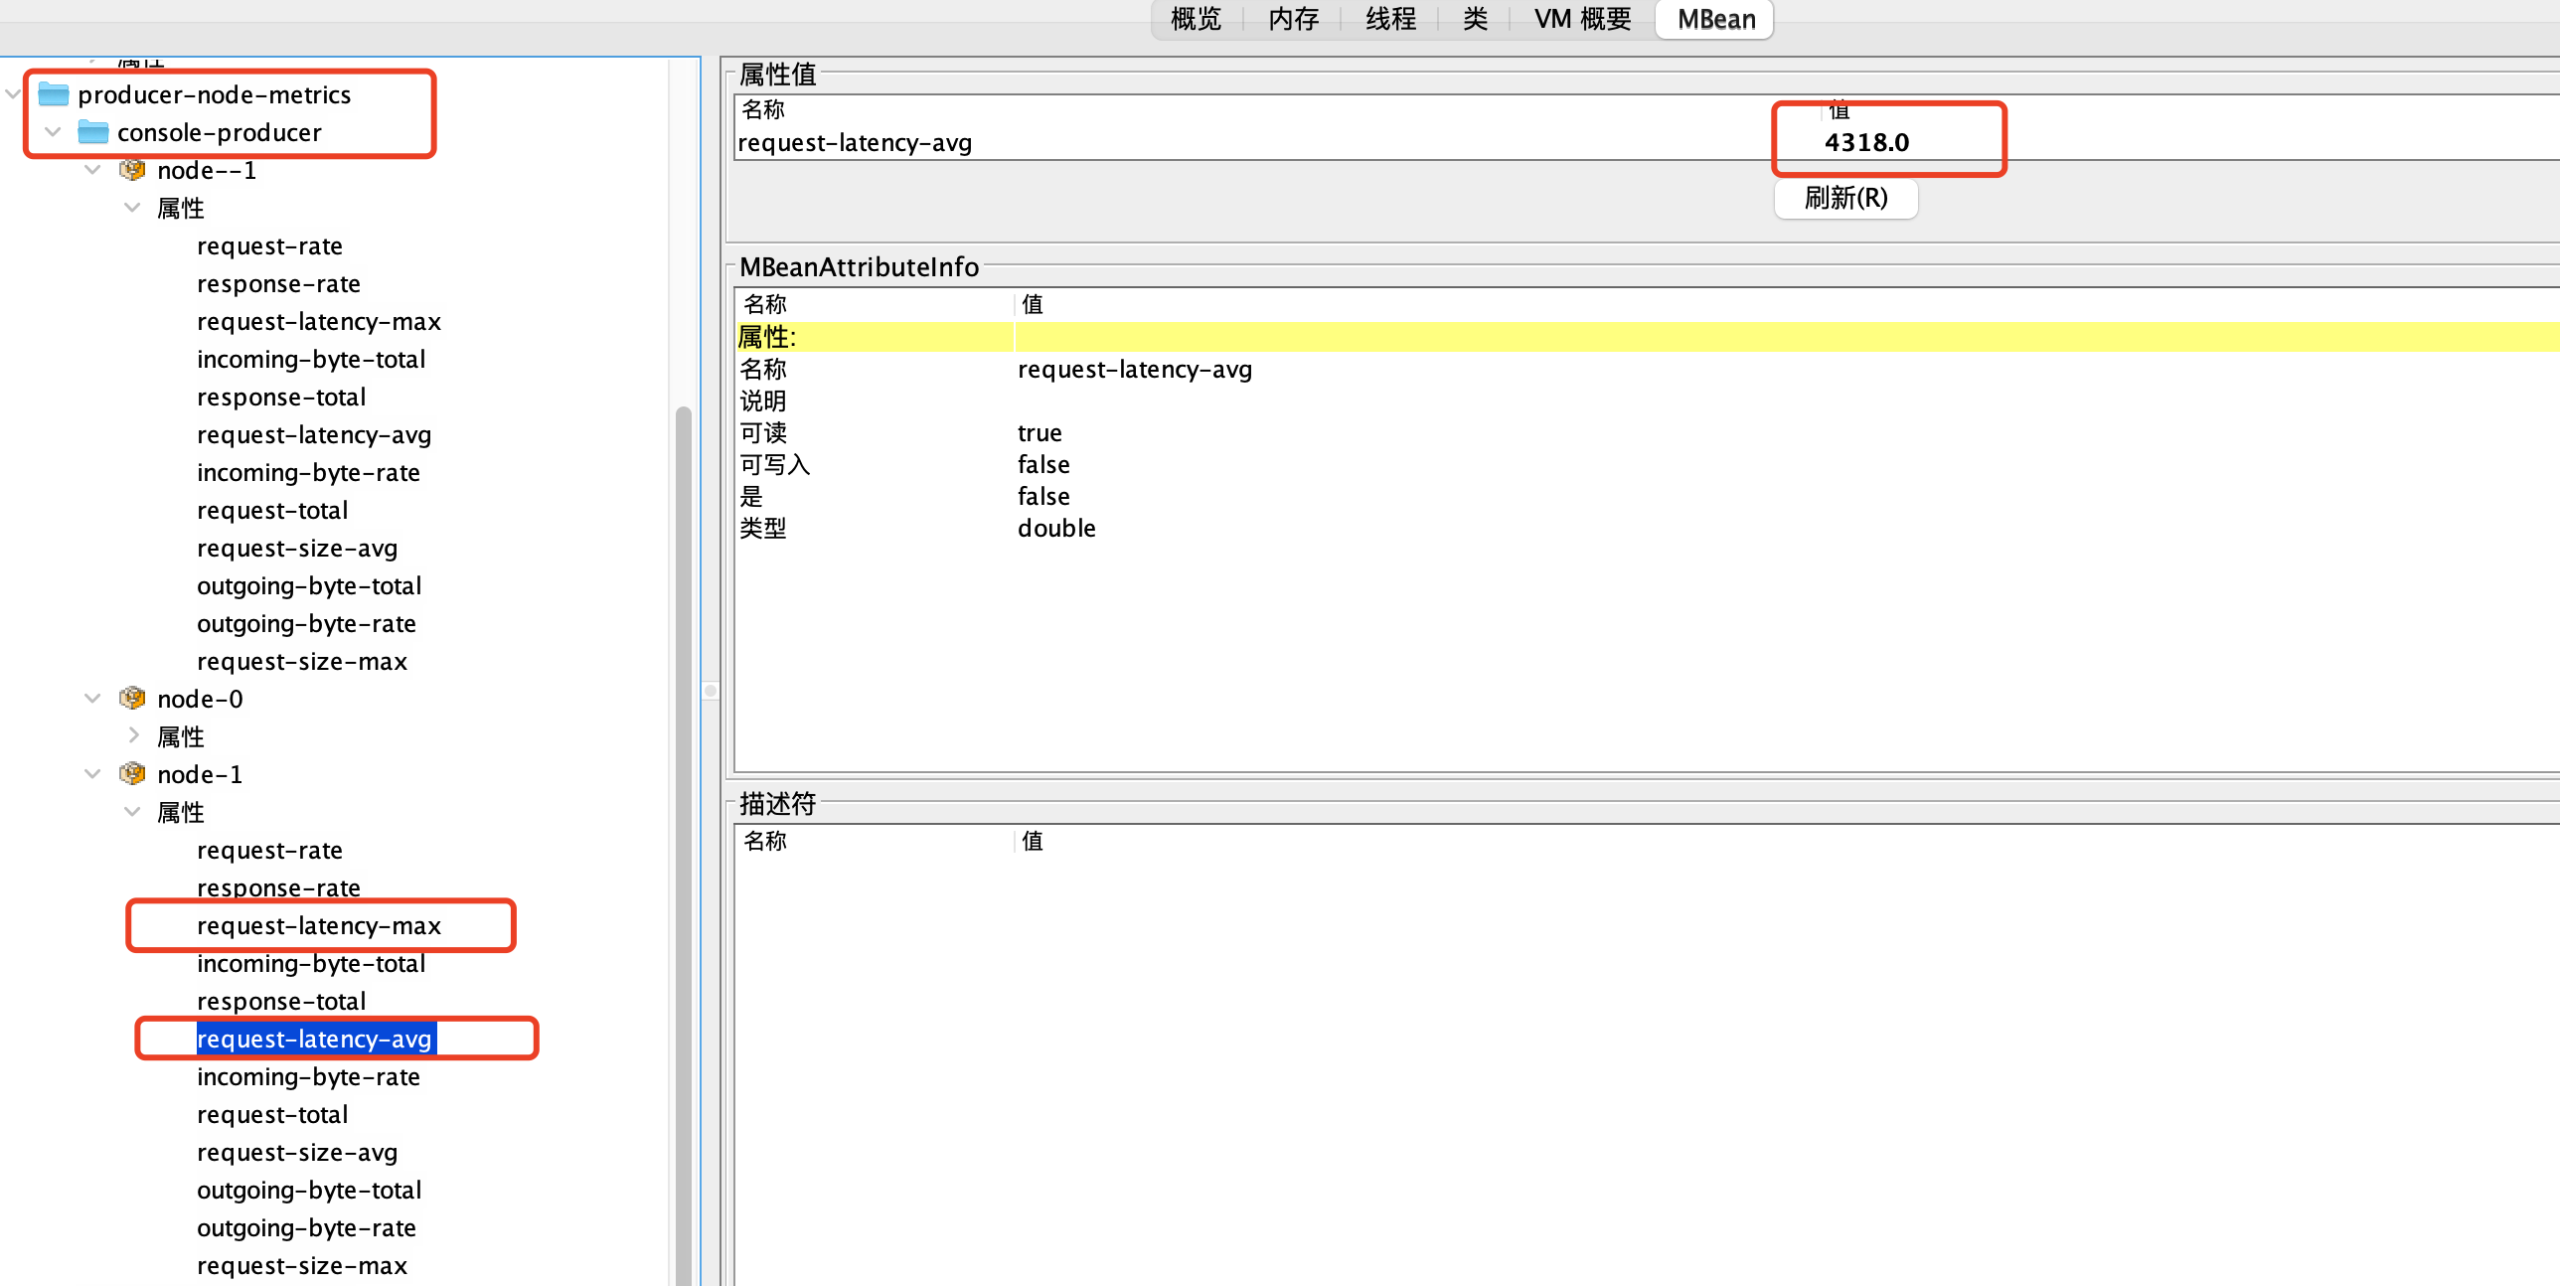 概览 内存 线程 类 VM 概要 MBean
producer-node-metrics
console-producer
node--1
属性
request-rate
response-rate
request-latency-max
incoming-byte-total
response-total
request-latency-avg
incoming-byte-rate
request-total
request-size-avg
outgoing-byte-total
outgoing-byte-rate
request-size-max
node-0
属性
node-1
属性
request-rate
response-rate
request-latency-max
incoming-byte-total
response-total
request-latency-avg
incoming-byte-rate
request-total
request-size-avg
outgoing-byte-total
outgoing-byte-rate
request-size-max
属性值
名称 值
request-latency-avg 4318.0
刷新(R)
MBeanAttributeInfo
名称 值
属性:
名称 request-latency-avg
说明
可读 true
可写入 false
是 false
类型 double
描述符
名称 值